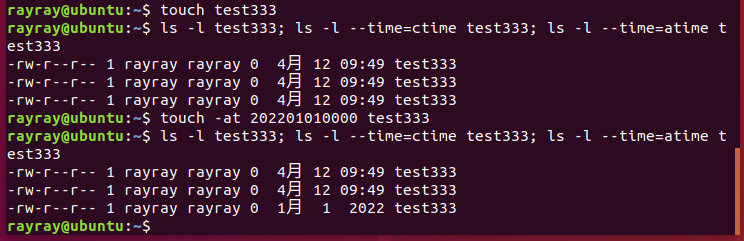 rayray@ubuntu:~$ touch test333
rayray@ubuntu:~$ ls -l test333; ls -l --time=ctime test333; ls -l --time=atime t
est333
-rw-r--r-- 1 rayray rayray 0  4月 12 09:49 test333
-rw-r--r-- 1 rayray rayray 0  4月 12 09:49 test333
-rw-r--r-- 1 rayray rayray 0  4月 12 09:49 test333
rayray@ubuntu:~$ touch -at 202201010000 test333
rayray@ubuntu:~$ ls -l test333; ls -l --time=ctime test333; ls -l --time=atime t
est333
-rw-r--r-- 1 rayray rayray 0  4月 12 09:49 test333
-rw-r--r-- 1 rayray rayray 0  4月 12 09:49 test333
-rw-r--r-- 1 rayray rayray 0  1月  1  2022 test333
rayray@ubuntu:~$